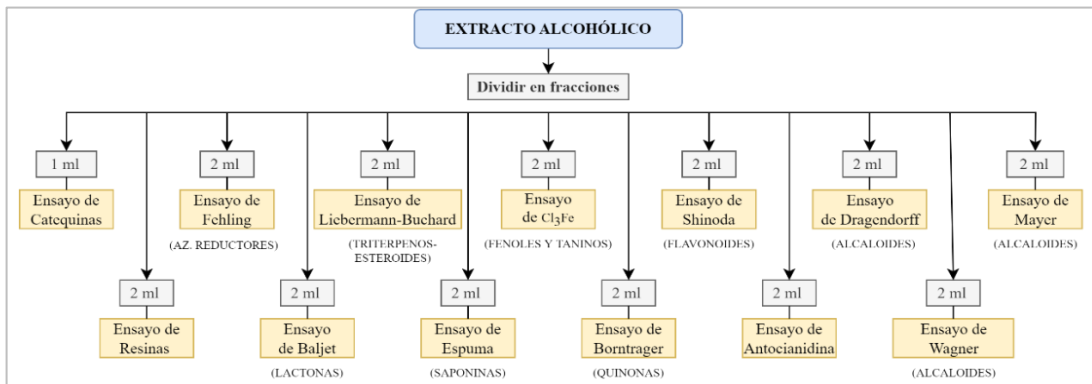 EXTRACTO ALCOHÓLICO
Dividir en fracciones
1 ml
2 ml
2 ml
2 ml
2 ml
2 ml
2 ml
Ensayo de
Catequinas
Ensayo de
Fehling
(AZ. REDUCTORES)
Ensayo de
Liebermann-Buchard
(TRITERPENOS-
ESTEROIDES)
Ensayo
de Cl₃Fe
(FENOLES Y TANINOS)
Ensayo de
Shinoda
(FLAVONOIDES)
Ensayo
de Dragendorff
(ALCALOIDES)
Ensayo de
Mayer
(ALCALOIDES)
2 ml
2 ml
2 ml
2 ml
2 ml
2 ml
Ensayo de
Resinas
Ensayo
de Baljet
(LACTONAS)
Ensayo de
Espuma
(SAPONINAS)
Ensayo de
Borntrager
(QUINONAS)
Ensayo de
Antocianidina
Ensayo de
Wagner
(ALCALOIDES)